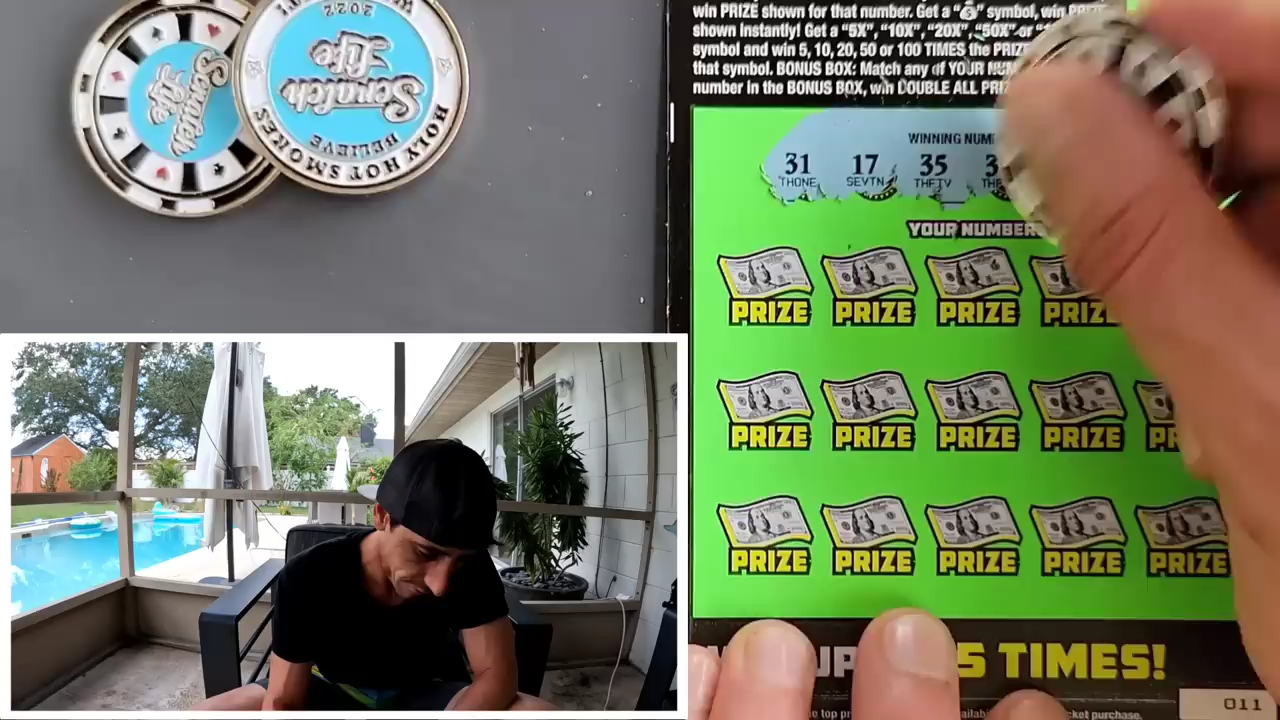 2022
Scratch
Life
Scratch
Life
BELIEVE
HOLY HOT SMOKES
win PRIZE shown for that number. Get a " " symbol, win
shown Instantly! Get a "5X", "10X", "20X", "50X" or
symbol and win 5, 10, 20, 50 or 100 TIMES the PRIZE
that symbol. BONUS BOX: Match any of YOUR
number in the BONUS BOX, win DOUBLE ALL
WINNING
31 17 35
THONE SEVTN THFTV
YOUR
PRIZE PRIZE PRIZE PRIZE
PRIZE PRIZE PRIZE PRIZE
PRIZE PRIZE PRIZE PRIZE PRIZE
UP TIMES!
top
purchase.
011